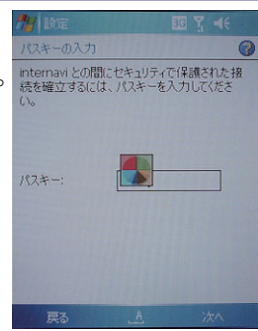 設定
3G
パスキーの入力
?
internavi との間にセキュリティで保護された接
続を確立するには、パスキーを入力してくださ
い。
パスキー:
戻る
A
次へ